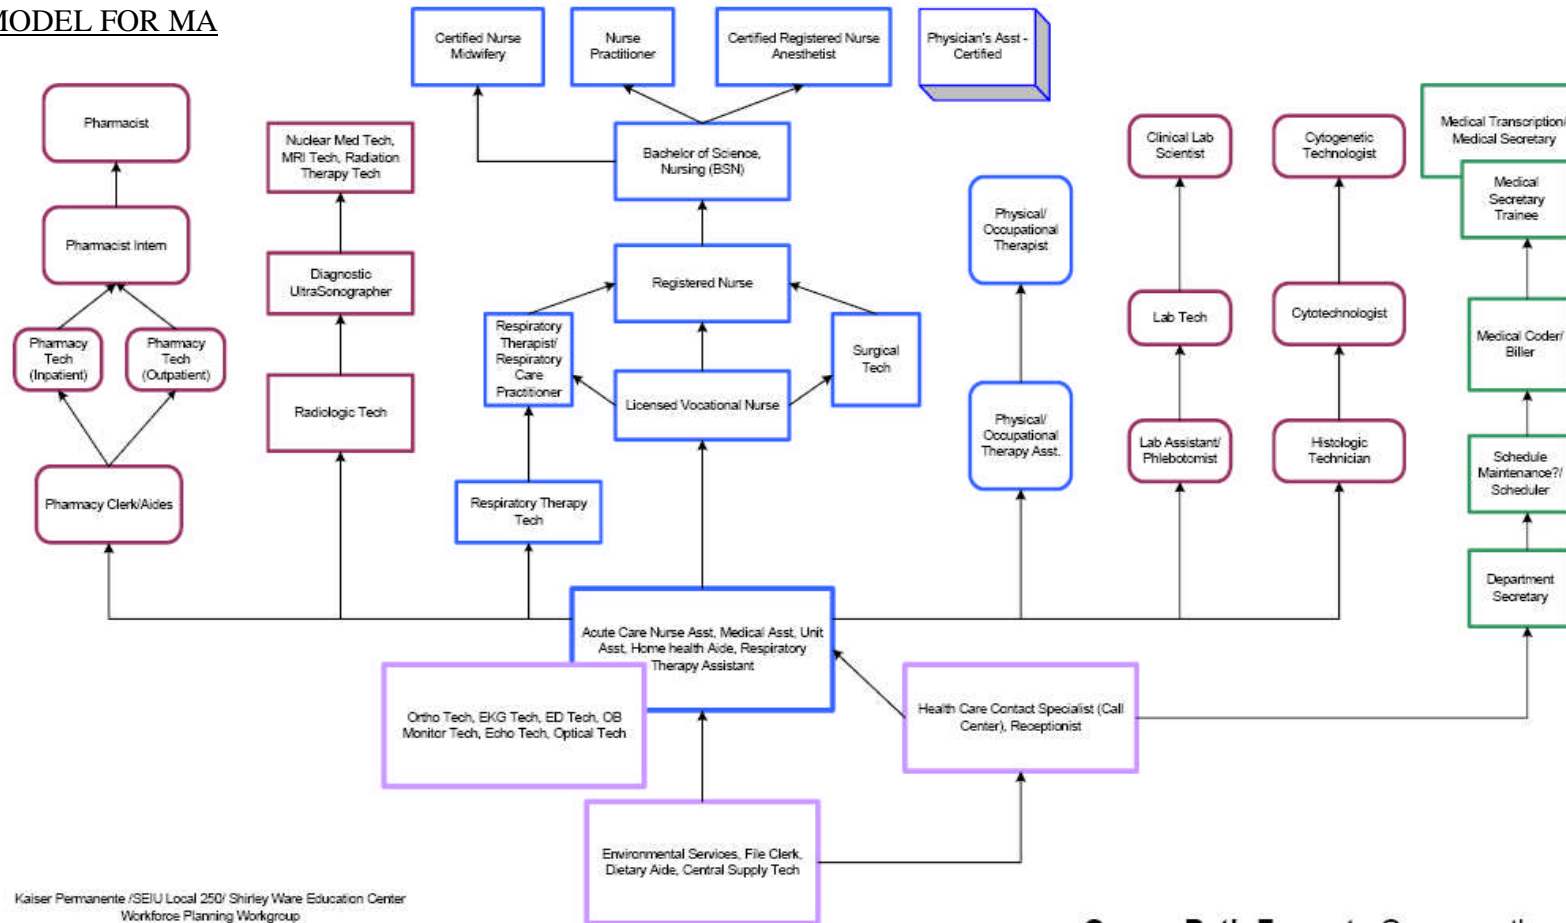 MODEL FOR MA
Certified Nurse
Midwifery
Nurse
Practitioner
Certified Registered Nurse
Anesthetist
Physician's Asst -
Certified
Pharmacist
Nuclear Med Tech,
MRI Tech, Radiation
Therapy Tech
Bachelor of Science,
Nursing (BSN)
Clinical Lab
Scientist
Cytogenetic
Technologist
Medical Transcription/
Medical Secretary
Medical
Secretary
Trainee
Pharmacist Intern
Diagnostic
UltraSonographer
Registered Nurse
Physical/
Occupational
Therapist
Pharmacy
Tech
(Inpatient)
Pharmacy
Tech
(Outpatient)
Respiratory
Therapist/
Respiratory
Care
Practitioner
Surgical
Tech
Lab Tech
Cytotechnologist
Medical Coder/
Biller
Radiologic Tech
Licensed Vocational Nurse
Physical/
Occupational
Therapy Asst.
Lab Assistant/
Phlebotomist
Histologic
Technician
Schedule
Maintenance?/
Scheduler
Pharmacy Clerk/Aides
Respiratory Therapy
Tech
Department
Secretary
Acute Care Nurse Asst, Medical Asst, Unit
Asst, Home health Aide, Respiratory
Therapy Assistant
Ortho Tech, EKG Tech, ED Tech, OB
Monitor Tech, Echo Tech, Optical Tech
Health Care Contact Specialist (Call
Center), Receptionist
Environmental Services, File Clerk,
Dietary Aide, Central Supply Tech
Kaiser Permanente /SEIU Local 250/ Shirley Ware Education Center
Workforce Planning Workgroup